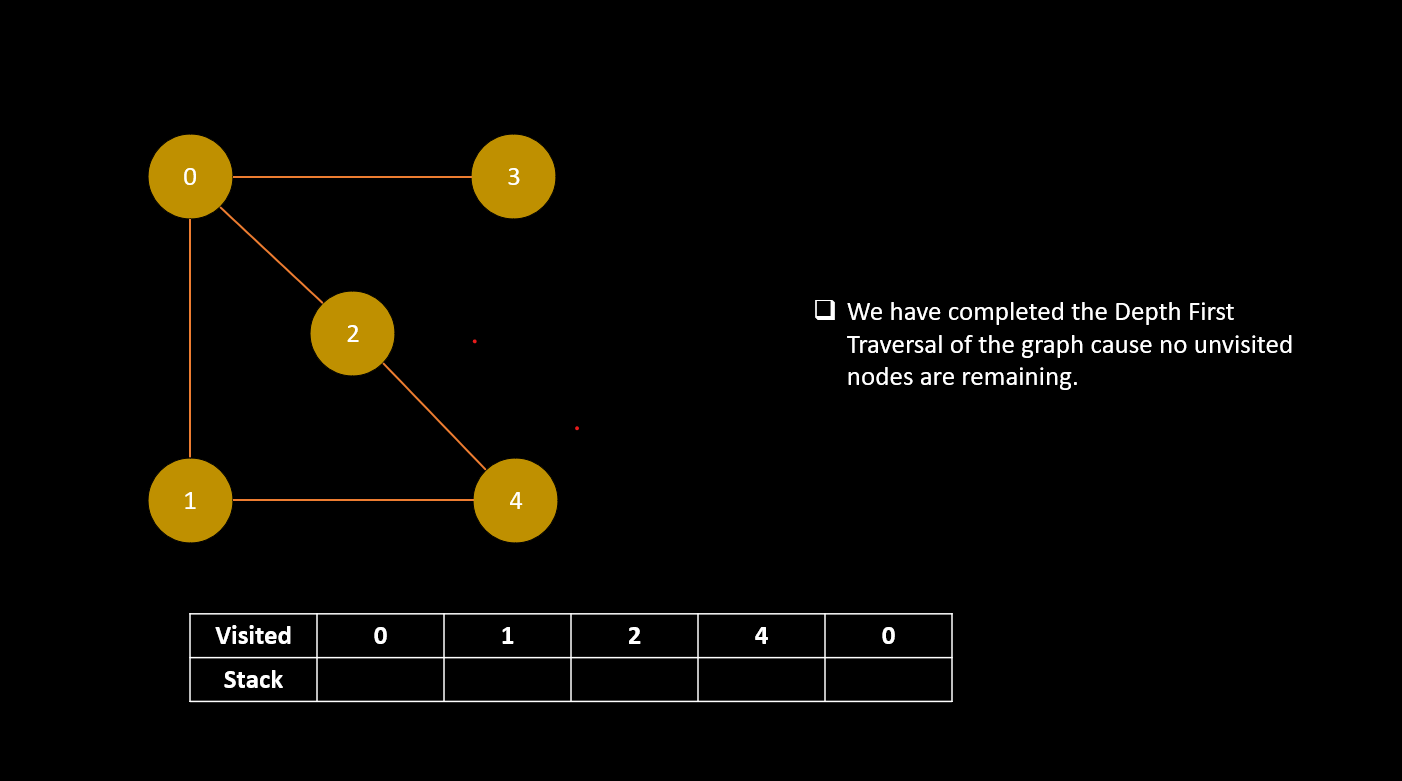 0
3
2
1
4
❑ We have completed the Depth First
Traversal of the graph cause no unvisited
nodes are remaining.
Visited 0 1 2 4 0
Stack